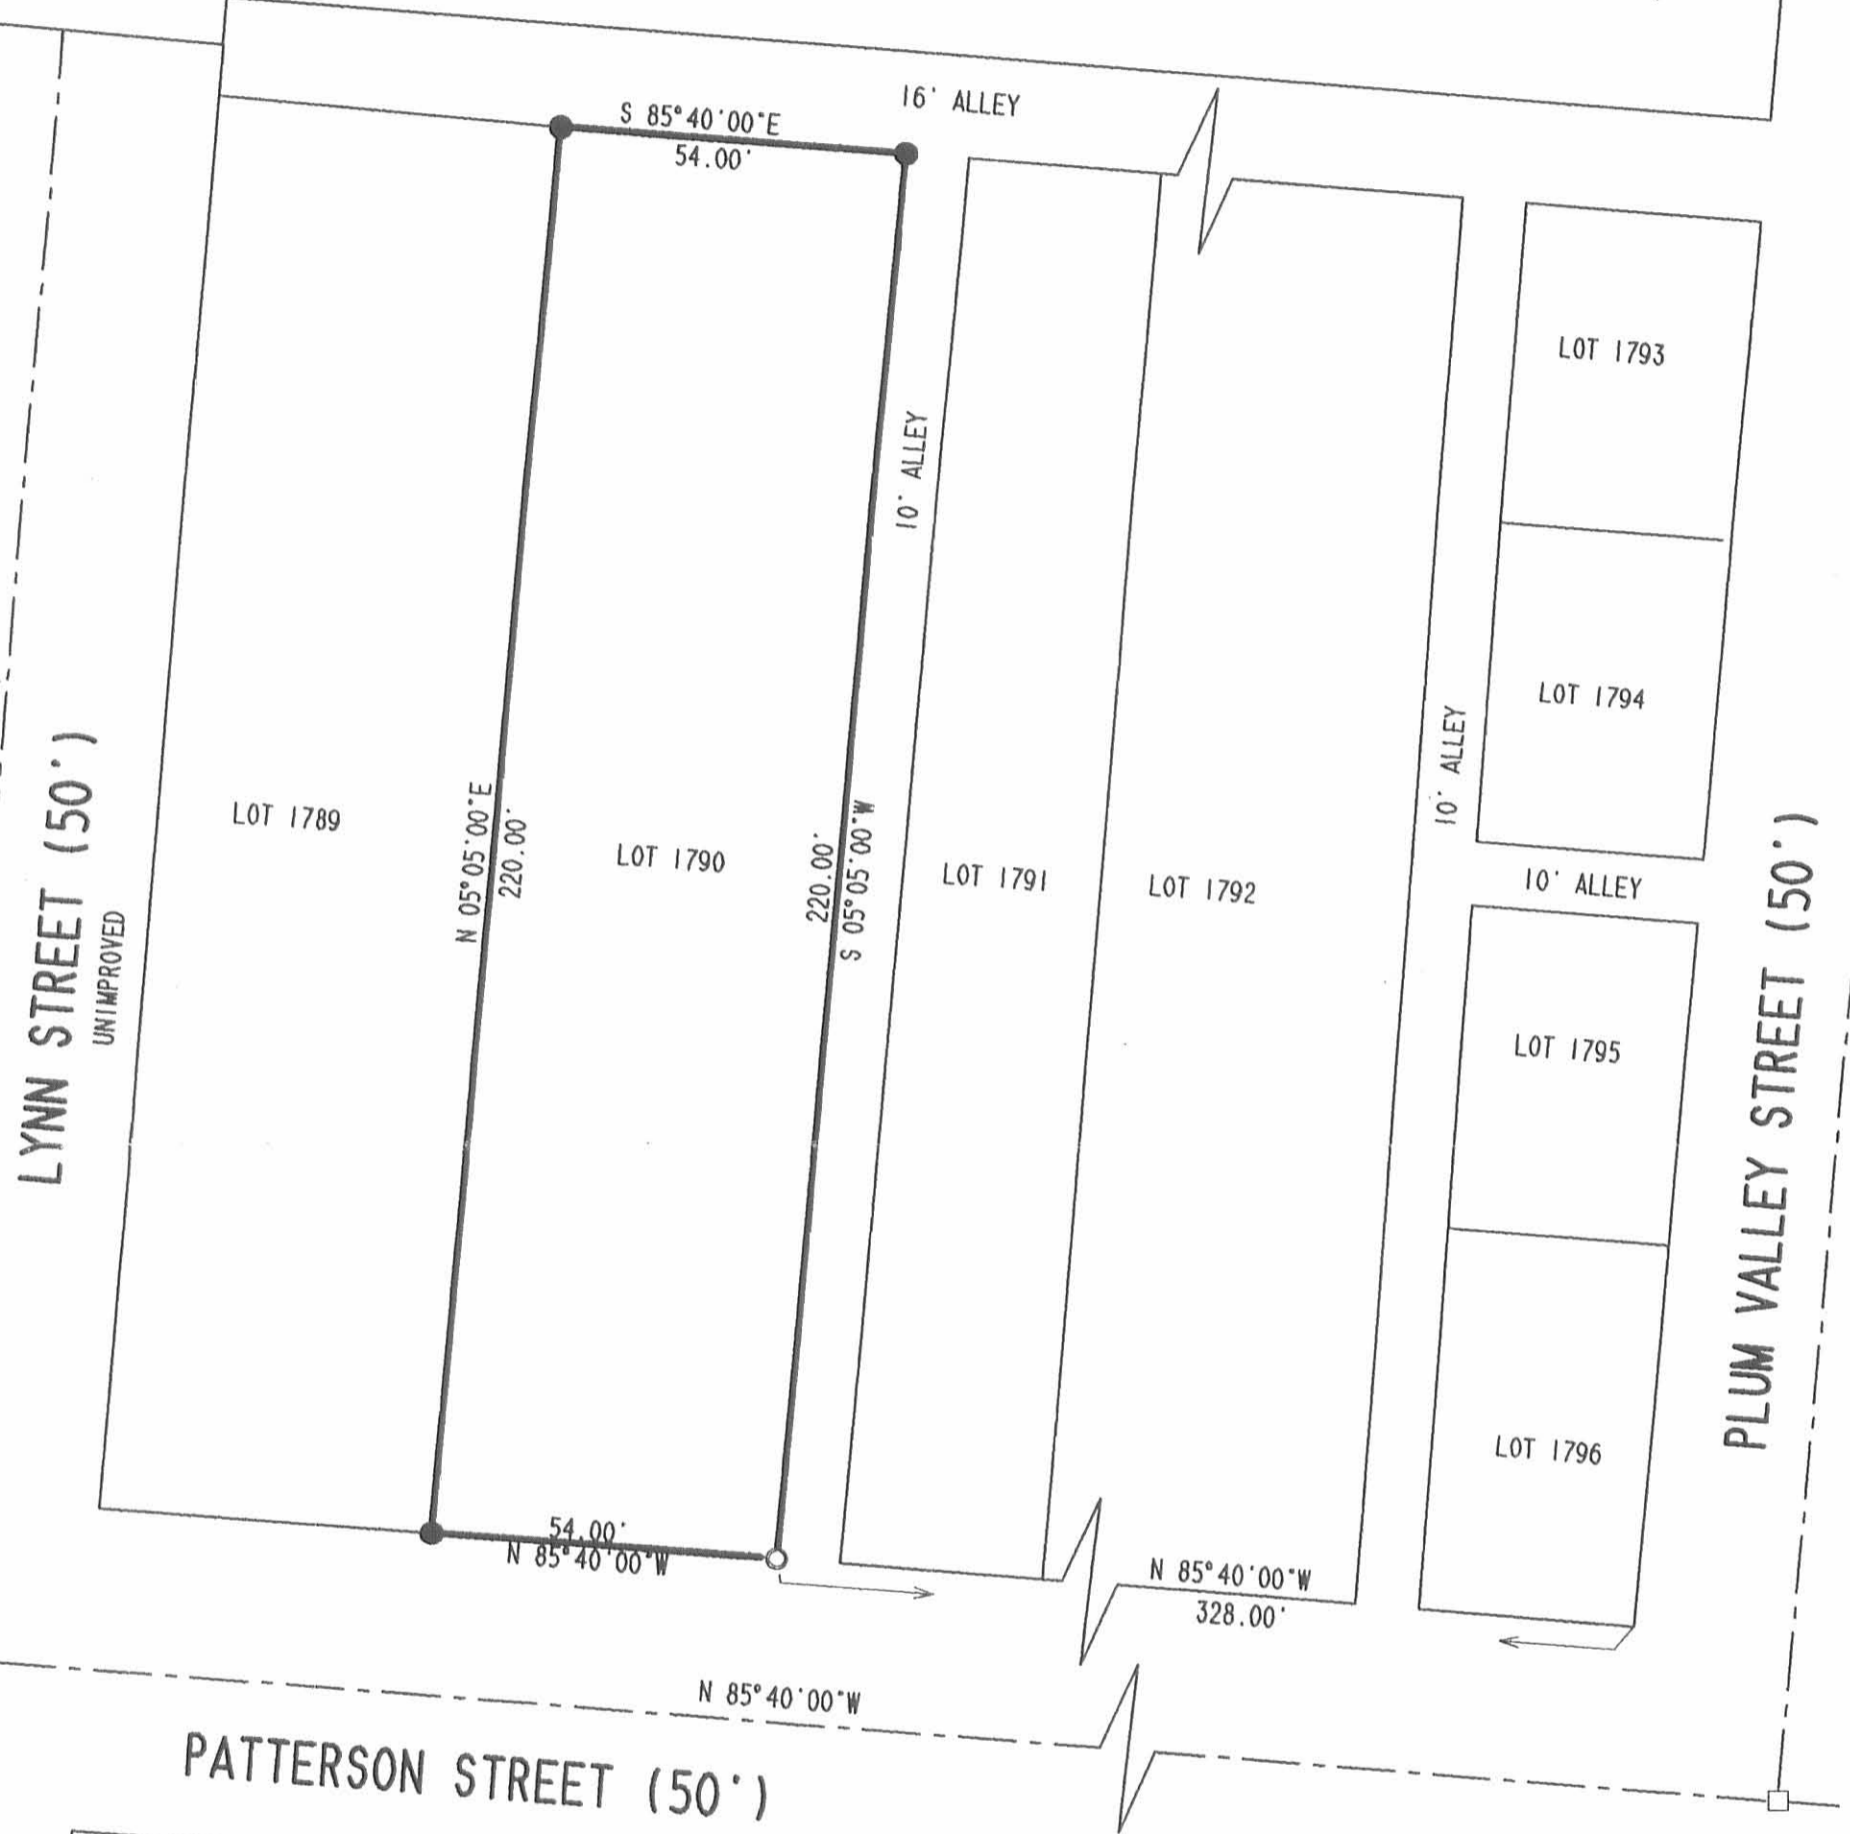 16' ALLEY
S 85°40'00"E
54.00'
LOT 1793
10' ALLEY
LOT 1794
10' ALLEY
LYNN STREET (50')
UNIMPROVED
LOT 1789
N 05°05'00"E
220.00'
LOT 1790
220.00'
S 05°05'00"W
LOT 1791
LOT 1792
10' ALLEY
PLUM VALLEY STREET (50')
LOT 1795
LOT 1796
54.00'
N 85°40'00"W
N 85°40'00"W
328.00'
N 85°40'00"W
PATTERSON STREET (50')